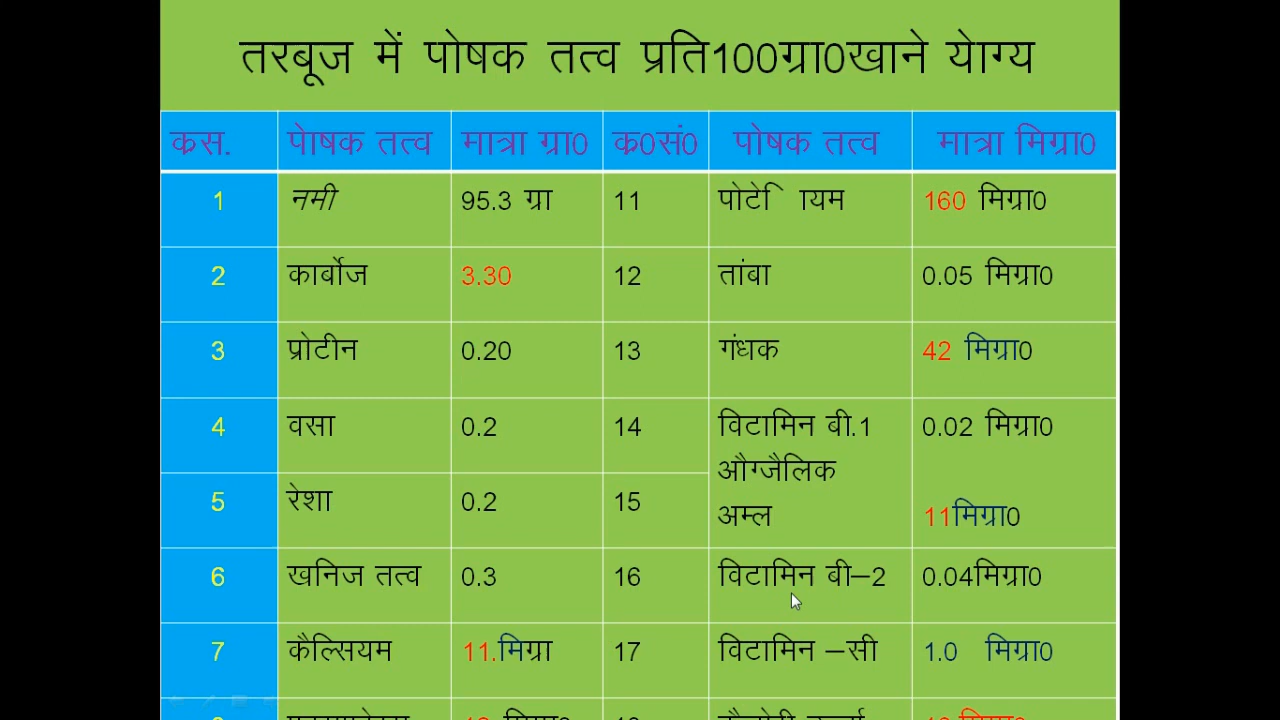 तरबूज में पोषक तत्व प्रति100ग्रा0खाने योग्य
क्रस. पोषक तत्व मात्रा ग्रा0 क्र0सं0 पोषक तत्व मात्रा मिग्रा0
1 नमी 95.3 ग्रा 11 पोटेि ायम 160 मिग्रा0
2 कार्बोज 3.30 12 तांबा 0.05 मिग्रा0
3 प्रोटीन 0.20 13 गंधक 42 मिग्रा0
4 वसा 0.2 14 विटामिन बी.1 0.02 मिग्रा0
औग्जैलिक
5 रेशा 0.2 15 अम्ल 11मिग्रा0
6 खनिज तत्व 0.3 16 विटामिन बी–2 0.04मिग्रा0
7 कैल्सियम 11.मिग्रा 17 विटामिन –सी 1.0 मिग्रा0